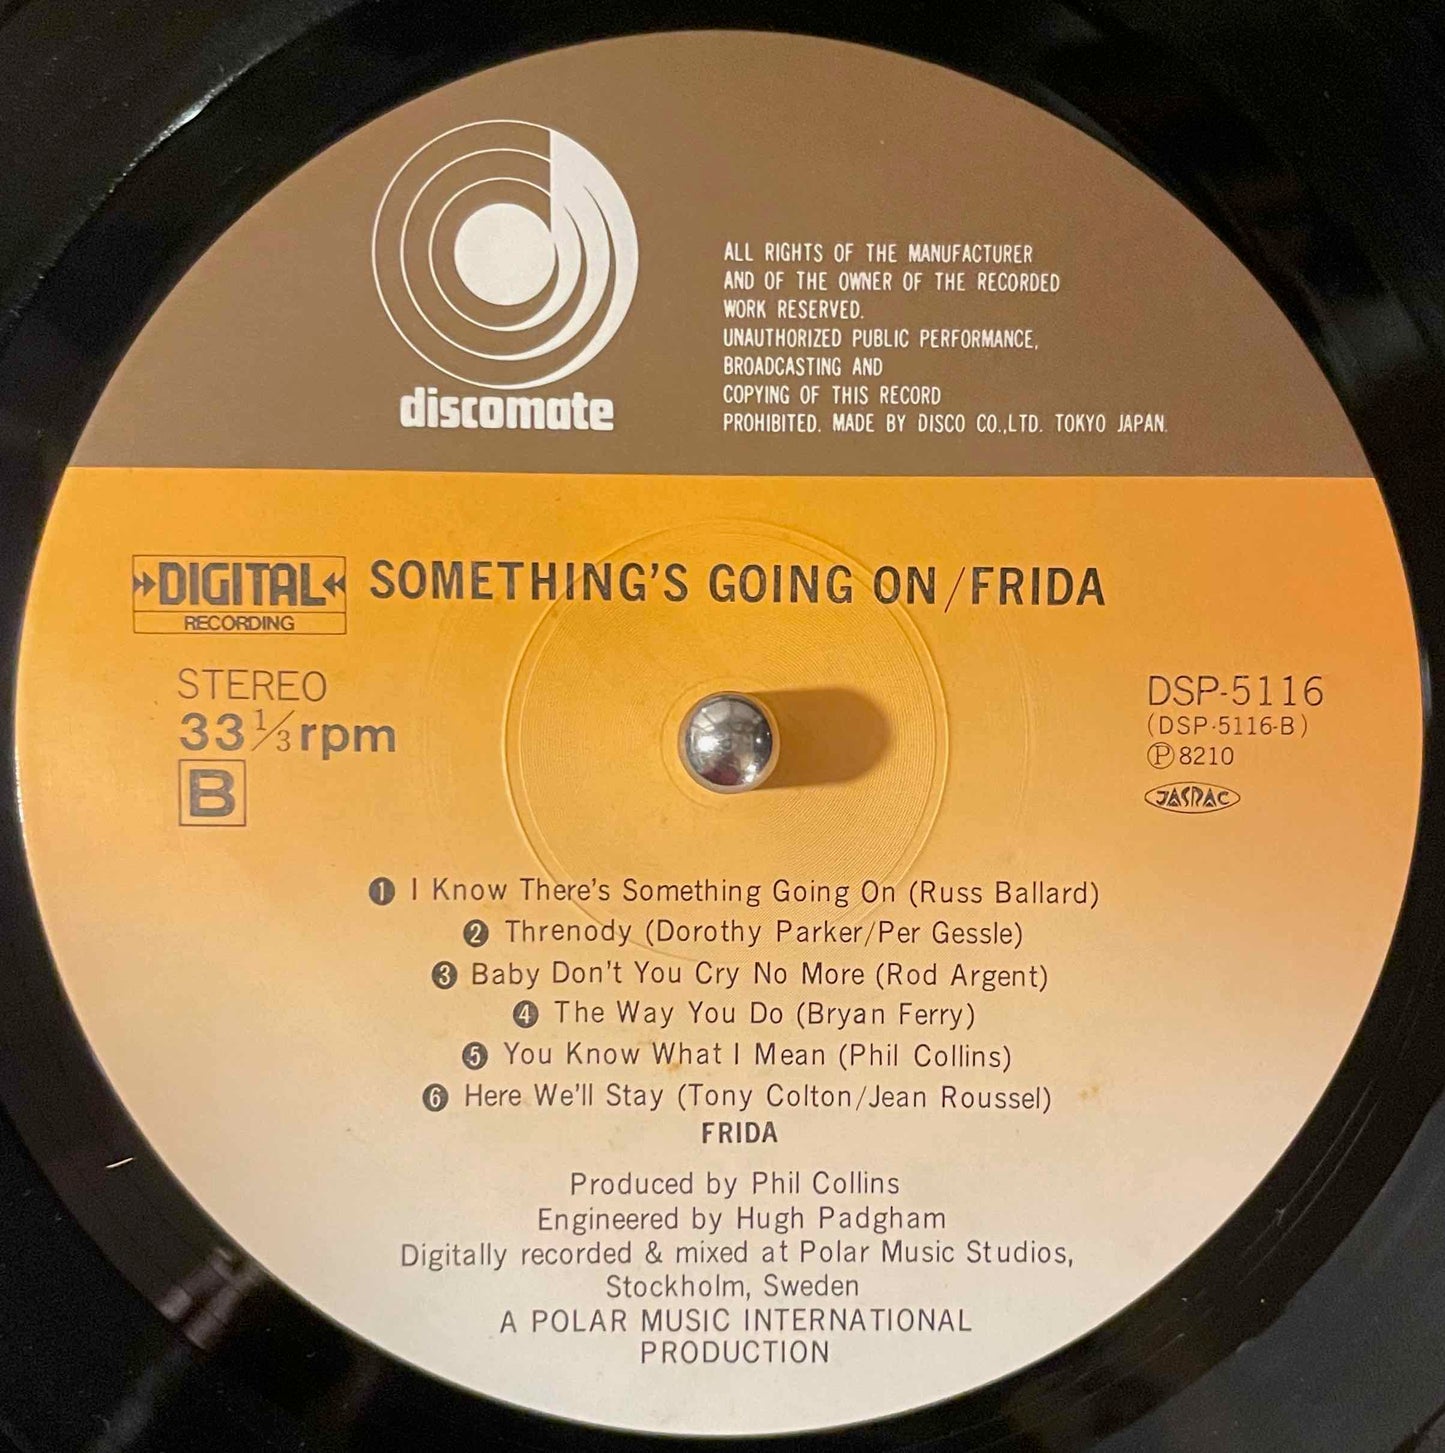 discomate
ALL RIGHTS OF THE MANUFACTURER
AND OF THE OWNER OF THE RECORDED
WORK RESERVED.
UNAUTHORIZED PUBLIC PERFORMANCE,
BROADCASTING AND
COPYING OF THIS RECORD
PROHIBITED. MADE BY DISCO CO.,LTD. TOKYO JAPAN.
DIGITAL
RECORDING
SOMETHING'S GOING ON/FRIDA
STEREO
33 1/3 rpm
B
DSP-5116
(DSP·5116-B)
Ⓟ8210
JASRAC
❶ I Know There's Something Going On (Russ Ballard)
❷ Threnody (Dorothy Parker/Per Gessle)
❸ Baby Don't You Cry No More (Rod Argent)
❹ The Way You Do (Bryan Ferry)
❺ You Know What I Mean (Phil Collins)
❻ Here We'll Stay (Tony Colton/Jean Roussel)
FRIDA
Produced by Phil Collins
Engineered by Hugh Padgham
Digitally recorded & mixed at Polar Music Studios,
Stockholm, Sweden
A POLAR MUSIC INTERNATIONAL
PRODUCTION